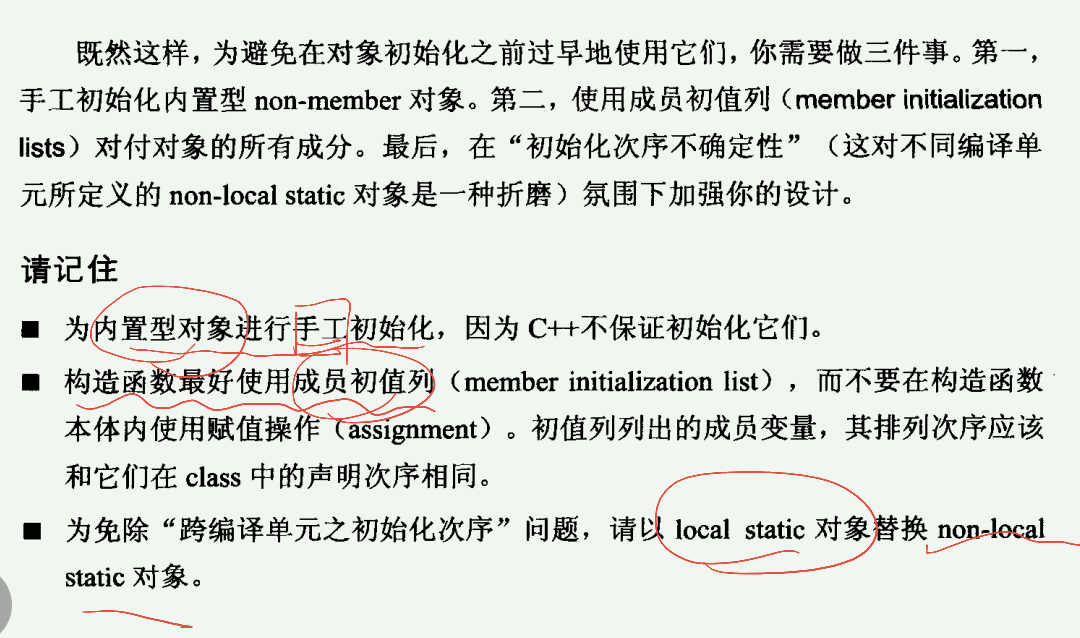 既然这样，为避免在对象初始化之前过早地使用它们，你需要做三件事。第一，
手工初始化内置型 non-member 对象。第二，使用成员初值列（member initialization
lists）对付对象的所有成分。最后，在“初始化次序不确定性”（这对不同编译单
元所定义的 non-local static 对象是一种折磨）氛围下加强你的设计。
请记住
■ 为内置型对象进行手工初始化，因为 C++不保证初始化它们。
■ 构造函数最好使用成员初值列（member initialization list），而不要在构造函数
本体内使用赋值操作（assignment）。初值列列出的成员变量，其排列次序应该
和它们在 class 中的声明次序相同。
■ 为免除“跨编译单元之初始化次序”问题，请以 local static 对象替换 non-local
static 对象。